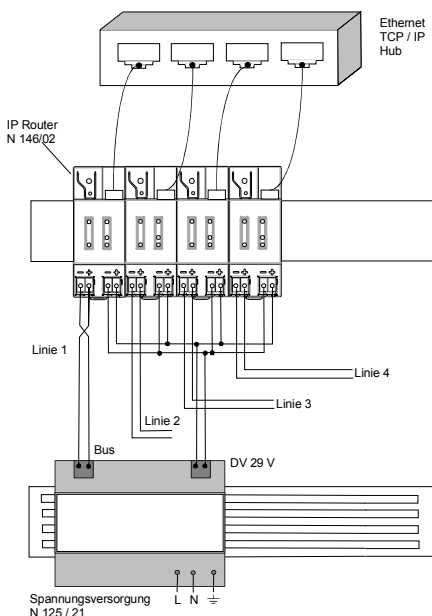 Ethernet
TCP / IP
Hub
IP Router
N 146/02
Linie 1
Linie 4
Linie 3
Linie 2
Bus
DV 29 V
L N
Spannungsversorgung
N 125 / 21